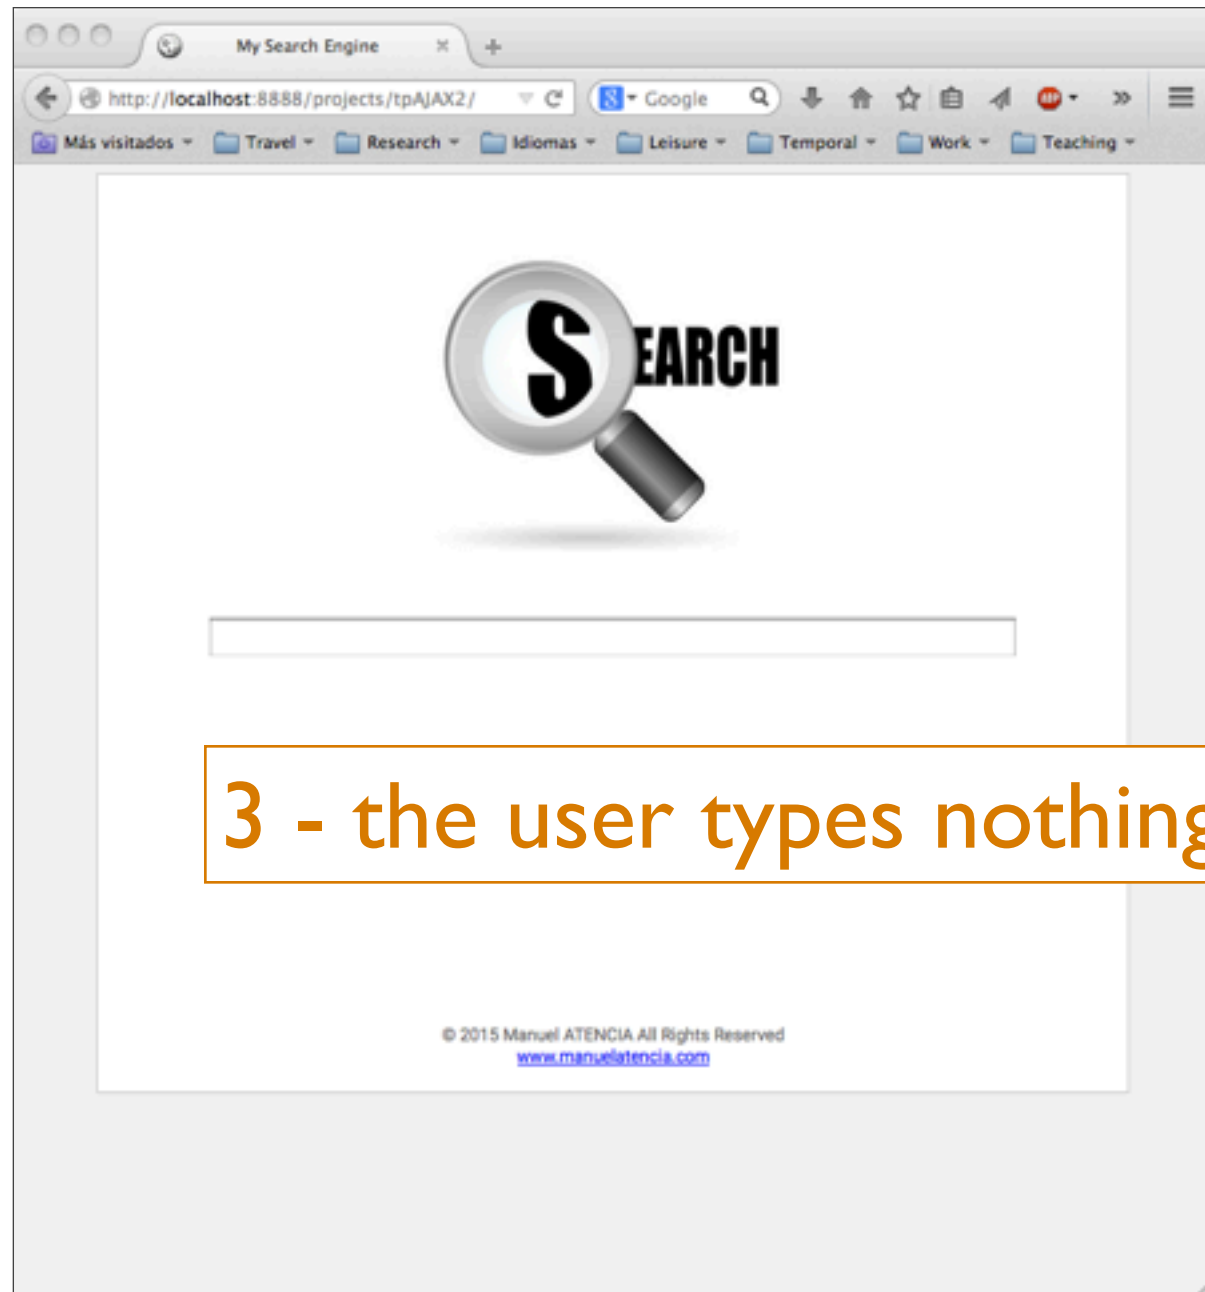 My Search Engine
http://localhost:8888/projects/tpAJAX2/ Google
Más visitados Travel Research Idiomas Leisure Temporal Work Teaching
SEARCH
3 - the user types nothing
© 2015 Manuel ATENCIA All Rights Reserved
www.manuelatencia.com